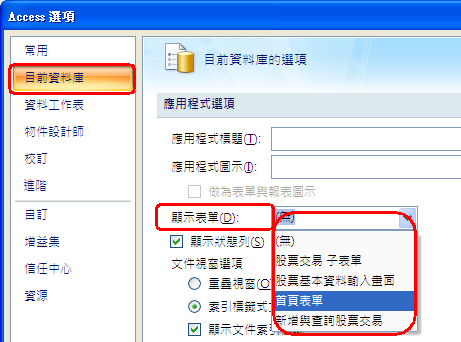 Access 選項
常用
目前資料庫
資料工作表
物件設計師
校訂
進階
自訂
增益集
信任中心
資源
目前資料庫的選項
應用程式選項
應用程式標題(T):
應用程式圖示(I):
做為表單與報表圖示
顯示表單(D):
(無)
(無)
股票交易 子表單
股票基本資料輸入畫面
首頁表單
新增與查詢股票交易
顯示狀態列(S)
文件視窗選項
重疊視窗(O)
索引標籤式文
顯示文件索引